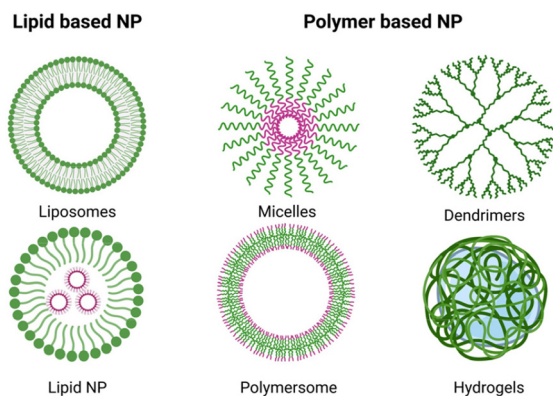 Lipid based NP
Polymer based NP
Liposomes
Micelles
Dendrimers
Lipid NP
Polymersome
Hydrogels